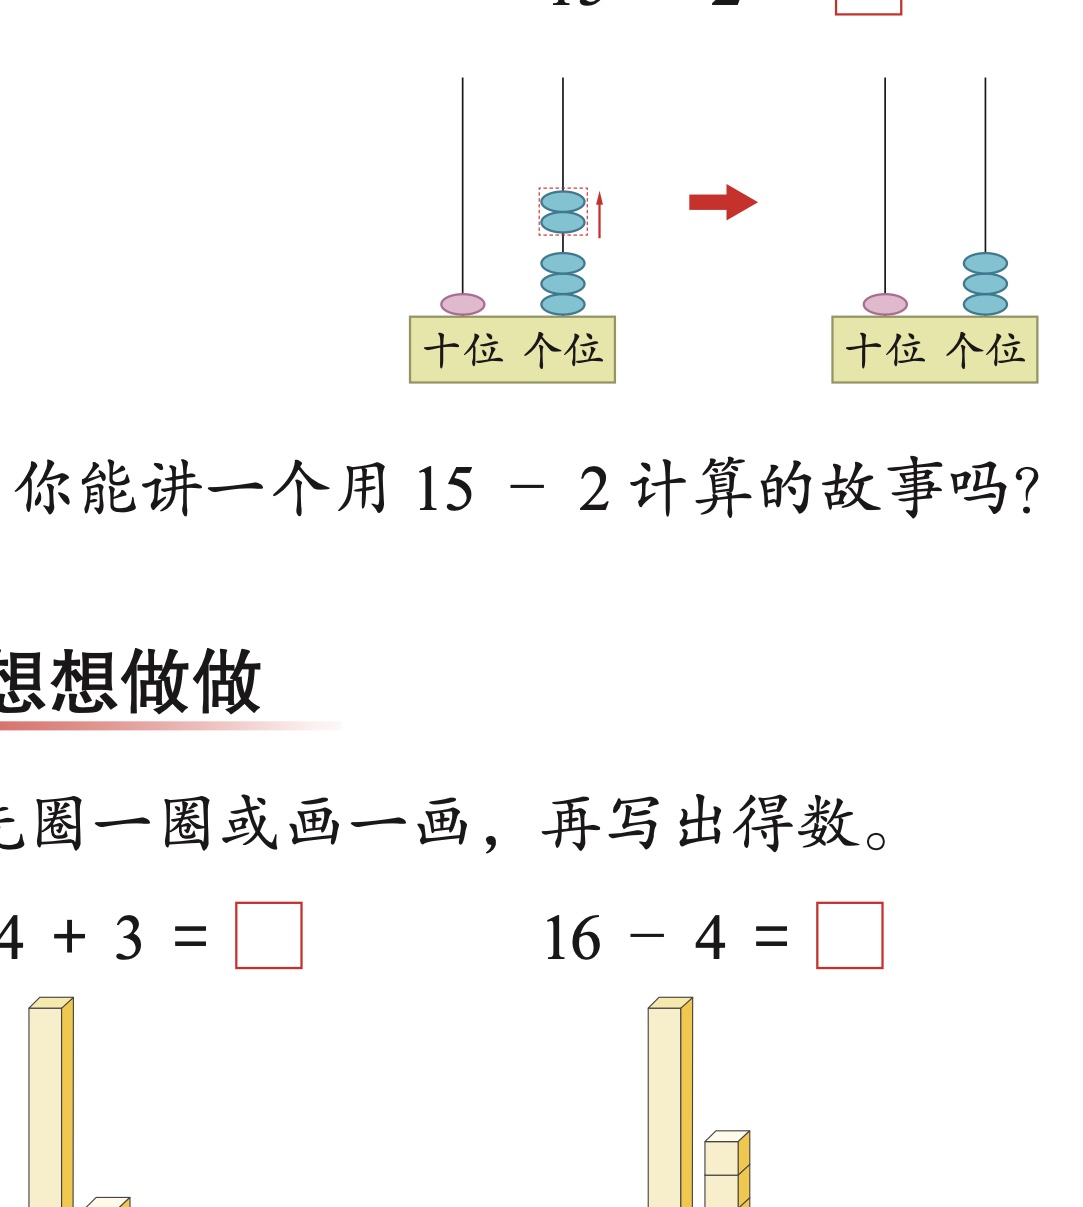 十位 个位 十位 个位
你能讲一个用 15 − 2 计算的故事吗？
想想做做
圈一圈或画一画，再写出得数。
4 + 3 = 16 − 4 =